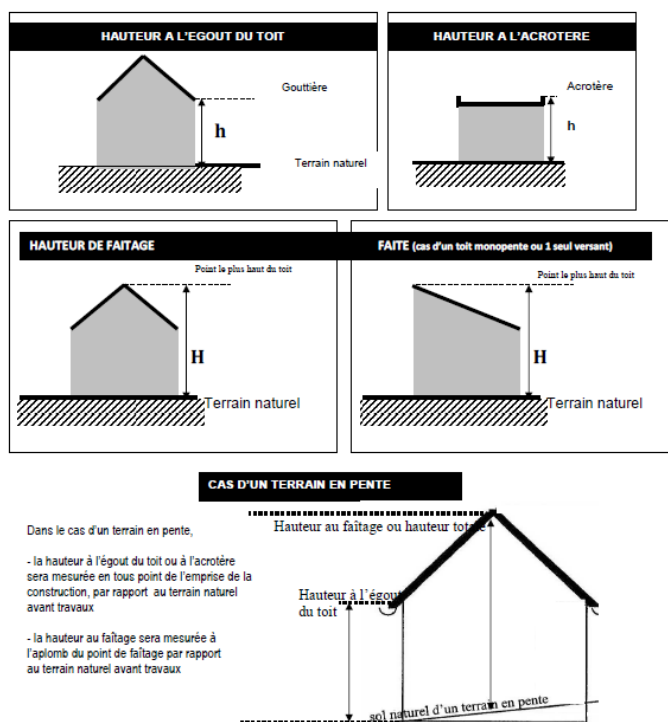 HAUTEUR A L'EGOUT DU TOIT
Gouttière
h
Terrain naturel
HAUTEUR A L'ACROTERE
Acrotère
h
HAUTEUR DE FAITAGE
Point le plus haut du toit
H
Terrain naturel
FAITE (cas d'un toit monopente ou 1 seul versant)
Point le plus haut du toit
H
Terrain naturel
CAS D'UN TERRAIN EN PENTE
Dans le cas d'un terrain en pente,
- la hauteur à l'égout du toit ou à l'acrotère
sera mesurée en tous point de l'emprise de la
construction, par rapport au terrain naturel
avant travaux
- la hauteur au faîtage sera mesurée à
l'aplomb du point de faîtage par rapport
au terrain naturel avant travaux
Hauteur au faîtage ou hauteur
Hauteur à l'égout
du toit
sol naturel d'un terrain en pente